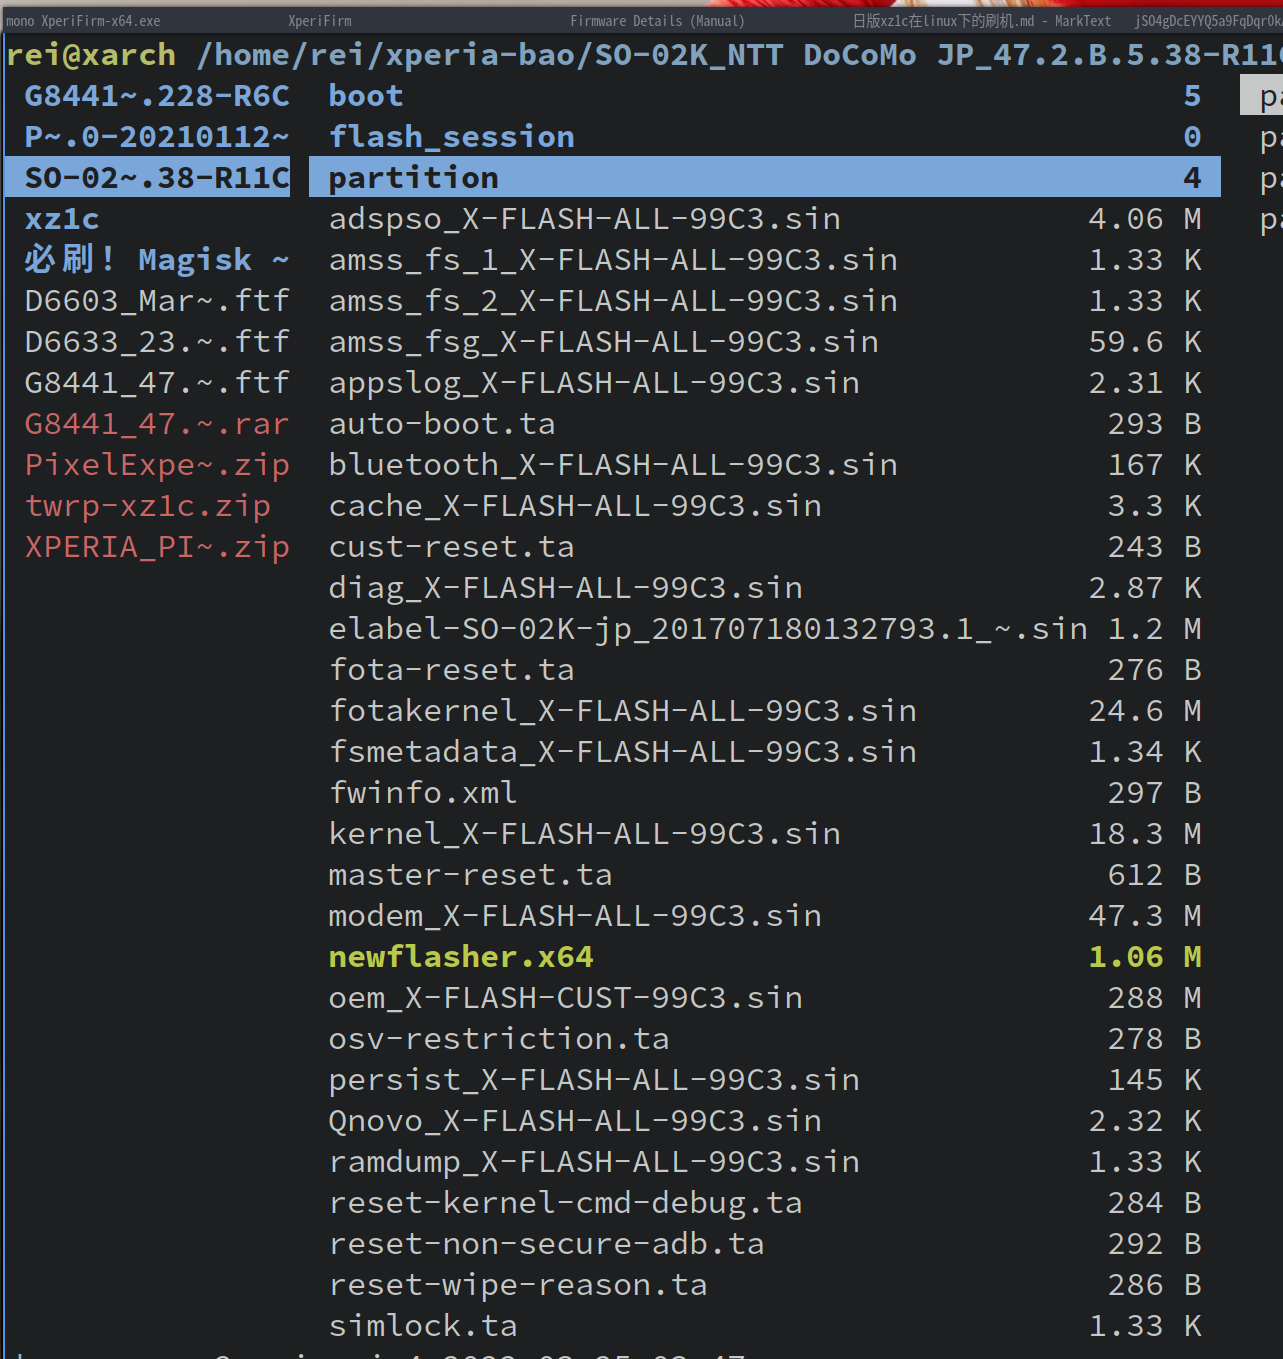 mono XperiFirm-x64.exe XperiFirm Firmware Details (Manual) 日版xz1c在linux下的刷机.md - MarkText
rei@xarch /home/rei/xperia-bao/SO-02K_NTT DoCoMo JP_47.2.B.5.38-R11
G8441~.228-R6C boot 5 pa
P~.0-20210112~ flash_session 0 pa
SO-02~.38-R11C partition 4 pa
xz1c adspso_X-FLASH-ALL-99C3.sin 4.06 M pa
必刷！Magisk ~ amss_fs_1_X-FLASH-ALL-99C3.sin 1.33 K
D6603_Mar~.ftf amss_fs_2_X-FLASH-ALL-99C3.sin 1.33 K
D6633_23.~.ftf amss_fsg_X-FLASH-ALL-99C3.sin 59.6 K
G8441_47.~.ftf appslog_X-FLASH-ALL-99C3.sin 2.31 K
G8441_47.~.rar auto-boot.ta 293 B
PixelExpe~.zip bluetooth_X-FLASH-ALL-99C3.sin 167 K
twrp-xz1c.zip cache_X-FLASH-ALL-99C3.sin 3.3 K
XPERIA_PI~.zip cust-reset.ta 243 B
diag_X-FLASH-ALL-99C3.sin 2.87 K
elabel-SO-02K-jp_201707180132793.1_~.sin 1.2 M
fota-reset.ta 276 B
fotakernel_X-FLASH-ALL-99C3.sin 24.6 M
fsmetadata_X-FLASH-ALL-99C3.sin 1.34 K
fwinfo.xml 297 B
kernel_X-FLASH-ALL-99C3.sin 18.3 M
master-reset.ta 612 B
modem_X-FLASH-ALL-99C3.sin 47.3 M
newflasher.x64 1.06 M
oem_X-FLASH-CUST-99C3.sin 288 M
osv-restriction.ta 278 B
persist_X-FLASH-ALL-99C3.sin 145 K
Qnovo_X-FLASH-ALL-99C3.sin 2.32 K
ramdump_X-FLASH-ALL-99C3.sin 1.33 K
reset-kernel-cmd-debug.ta 284 B
reset-non-secure-adb.ta 292 B
reset-wipe-reason.ta 286 B
simlock.ta 1.33 K